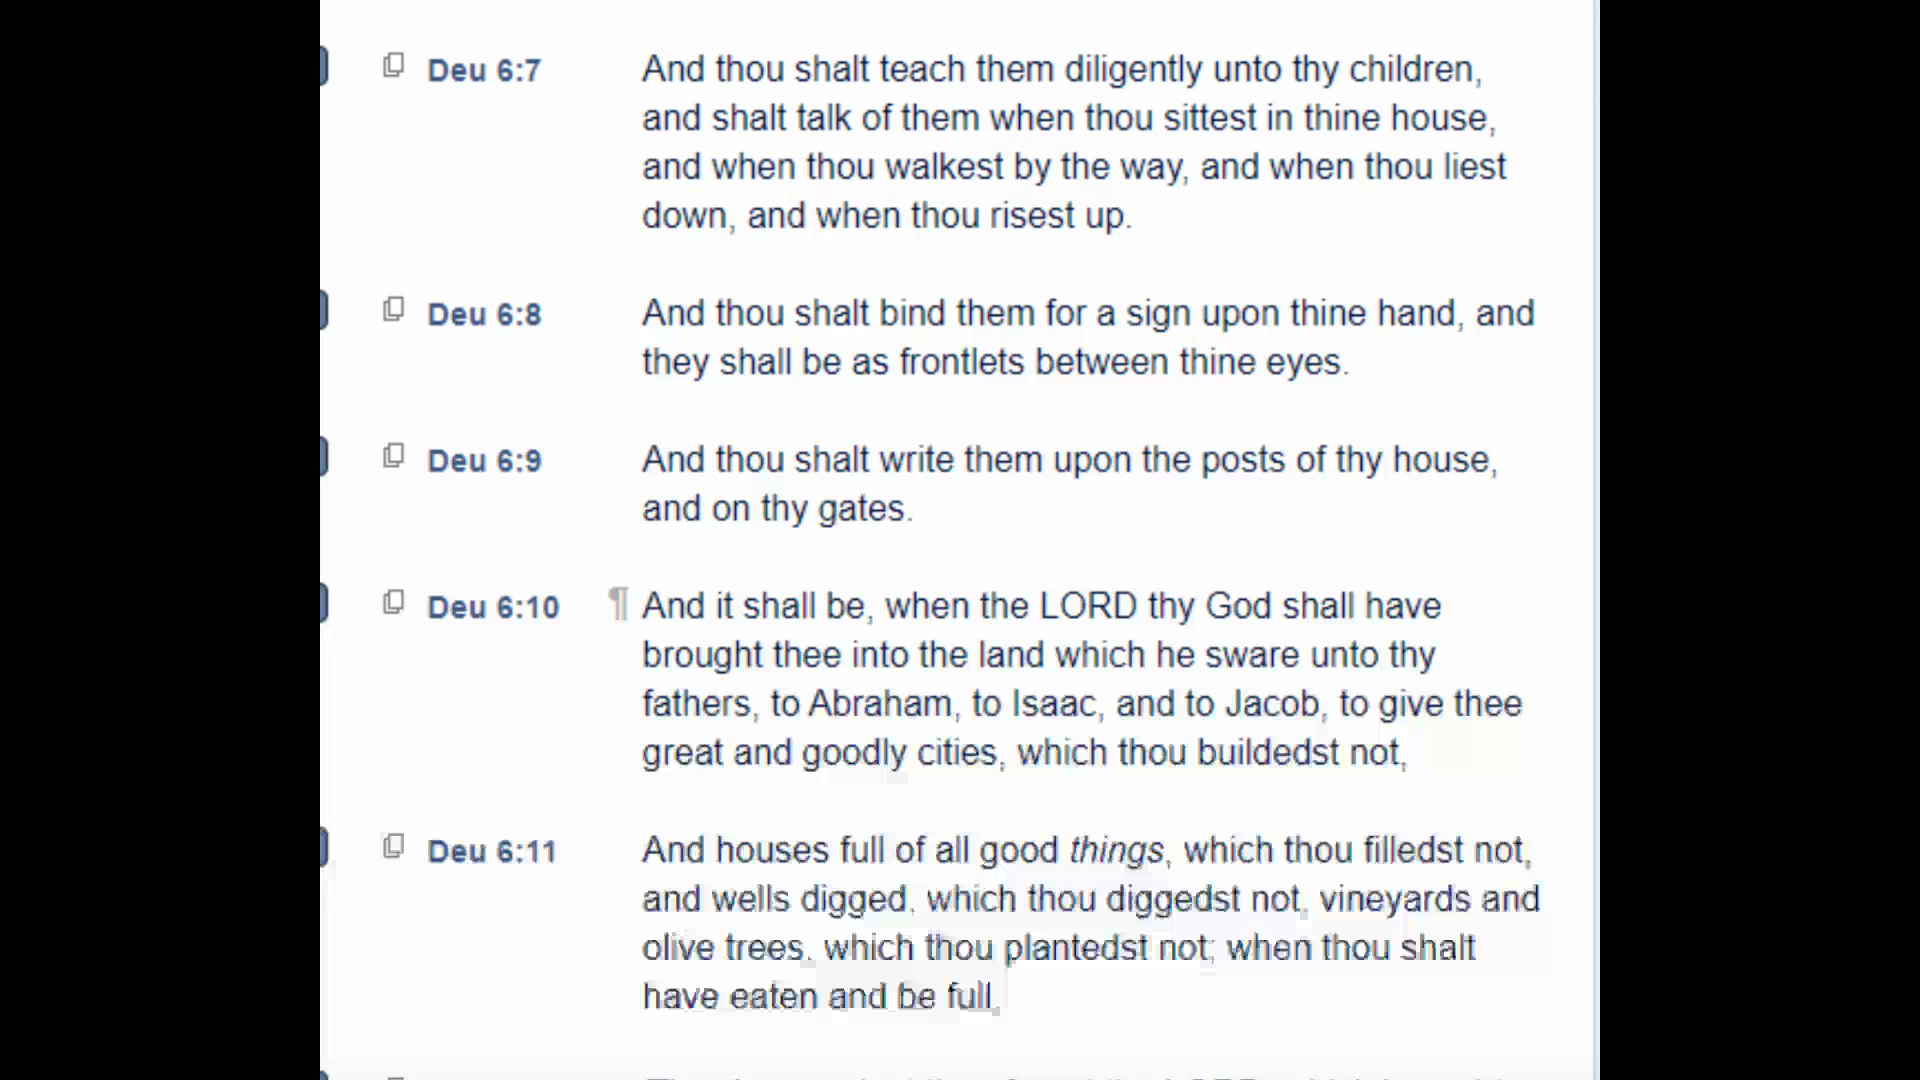 Deu 6:7 And thou shalt teach them diligently unto thy children,
and shalt talk of them when thou sittest in thine house,
and when thou walkest by the way, and when thou liest
down, and when thou risest up.
Deu 6:8 And thou shalt bind them for a sign upon thine hand, and
they shall be as frontlets between thine eyes.
Deu 6:9 And thou shalt write them upon the posts of thy house,
and on thy gates.
Deu 6:10 ¶ And it shall be, when the LORD thy God shall have
brought thee into the land which he sware unto thy
fathers, to Abraham, to Isaac, and to Jacob, to give thee
great and goodly cities, which thou buildedst not,
Deu 6:11 And houses full of all good things, which thou filledst not,
and wells digged, which thou diggedst not, vineyards and
olive trees, which thou plantedst not; when thou shalt
have eaten and be full,